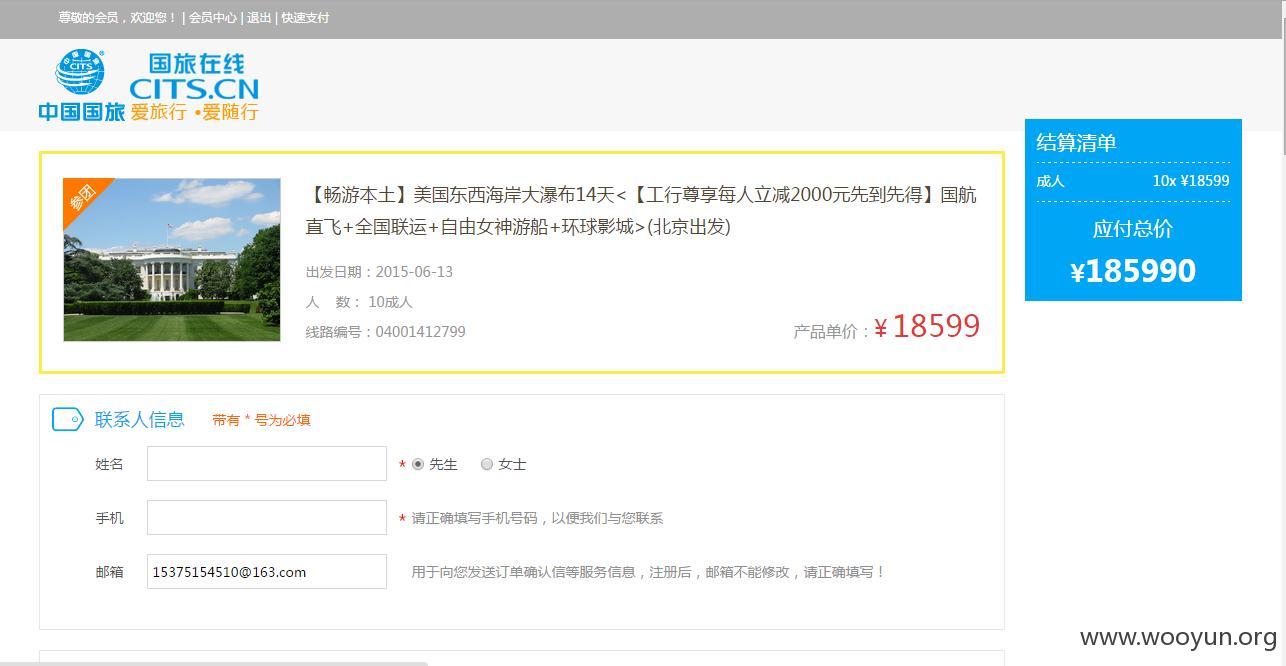 尊敬的会员，欢迎您！ | 会员中心 | 退出 | 快速支付
CITS
中国国旅
国旅在线
CITS.CN
爱旅行 •爱随行
参团
【畅游本土】美国东西海岸大瀑布14天<【工行尊享每人立减2000元先到先得】国航
直飞+全国联运+自由女神游船+环球影城>(北京出发)
出发日期：2015-06-13
人 数： 10成人
线路编号：04001412799
产品单价：¥ 18599
结算清单
成人 10x ¥18599
应付总价
¥185990
联系人信息 带有 * 号为必填
姓名 * 先生 女士
手机 * 请正确填写手机号码，以便我们与您联系
邮箱 15375154510@163.com 用于向您发送订单确认信等服务信息，注册后，邮箱不能修改，请正确填写！
www.wooyun.org